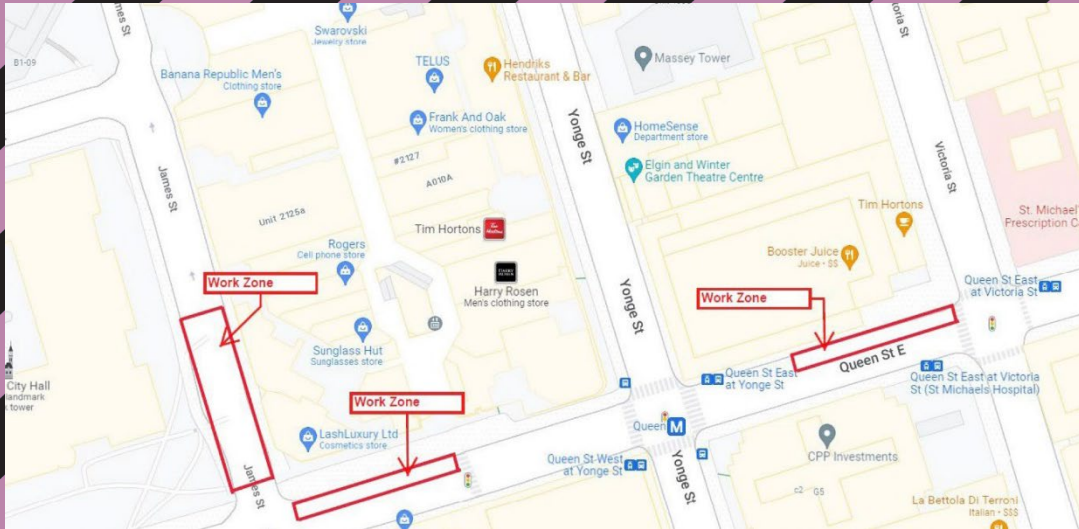 James St
Victoria St
B1-09
Swarovski
Jewelry store
Banana Republic Men's
Clothing store
TELUS
Hendriks
Restaurant & Bar
Massey Tower
Frank And Oak
Women's clothing store
Yonge St
HomeSense
Department store
Elgin and Winter
Garden Theatre Centre
#2127
A010A
James St
Unit 2125a
Victoria St
Tim Hortons
Tim Hortons
St. Michael'
Prescription C
Rogers
Cell phone store
Booster Juice
Juice • $$
Harry Rosen
Men's clothing store
Work Zone
Queen St East
at Victoria St
Work Zone
Yonge St
Sunglass Hut
Sunglasses store
City Hall
landmark
tower
Queen St E
Queen St East
at Yonge St
Queen St East at Victoria
St (St Michaels Hospital)
Work Zone
Queen
M
LashLuxury Ltd
Cosmetics store
CPP Investments
Queen St West
at Yonge St
James St
Yonge St
G5
La Bettola Di Terroni
Italian • $$$